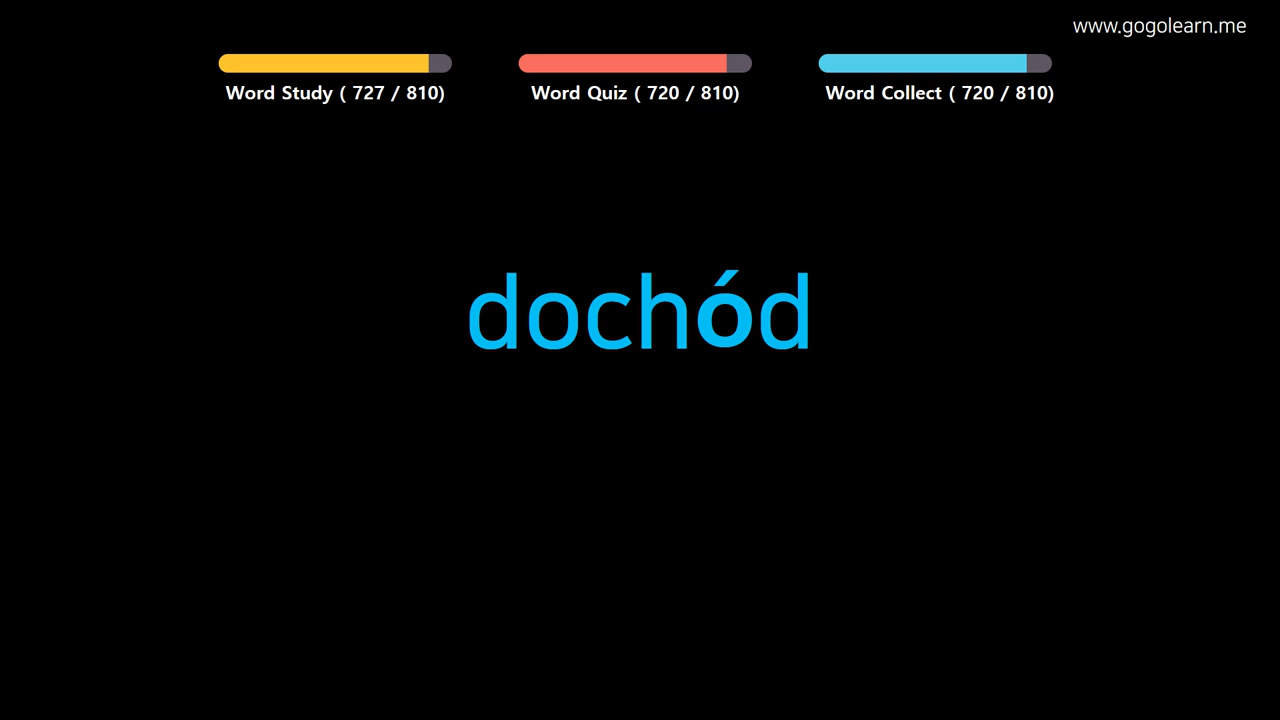 www.gogolearn.me
Word Study ( 727 / 810)
Word Quiz ( 720 / 810)
Word Collect ( 720 / 810)
dochód